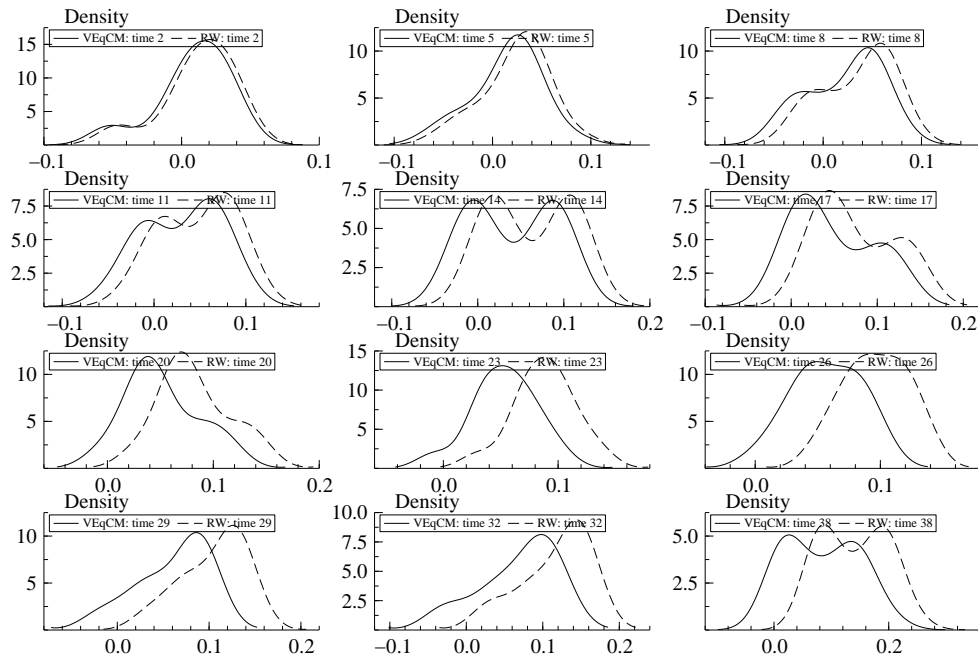 Density
Density
Density
VEqCM: time 2 RW: time 2
VEqCM: time 5 RW: time 5
VEqCM: time 8 RW: time 8
15
10
5
−0.1 0.0 0.1
10
5
−0.1 0.0 0.1
10
5
−0.1 0.0 0.1
Density
Density
Density
VEqCM: time 11 RW: time 11
VEqCM: time 14 RW: time 14
VEqCM: time 17 RW: time 17
7.5
5.0
2.5
−0.1 0.0 0.1
7.5
5.0
2.5
−0.1 0.0 0.1 0.2
7.5
5.0
2.5
−0.1 0.0 0.1 0.2
Density
Density
Density
VEqCM: time 20 RW: time 20
VEqCM: time 23 RW: time 23
VEqCM: time 26 RW: time 26
10
5
0.0 0.1 0.2
15
10
5
0.0 0.1
10
5
0.0 0.1
Density
Density
Density
VEqCM: time 29 RW: time 29
VEqCM: time 32 RW: time 32
VEqCM: time 38 RW: time 38
10
5
0.0 0.1 0.2
10.0
7.5
5.0
2.5
−0.1 0.0 0.1 0.2
5.0
2.5
0.0 0.2